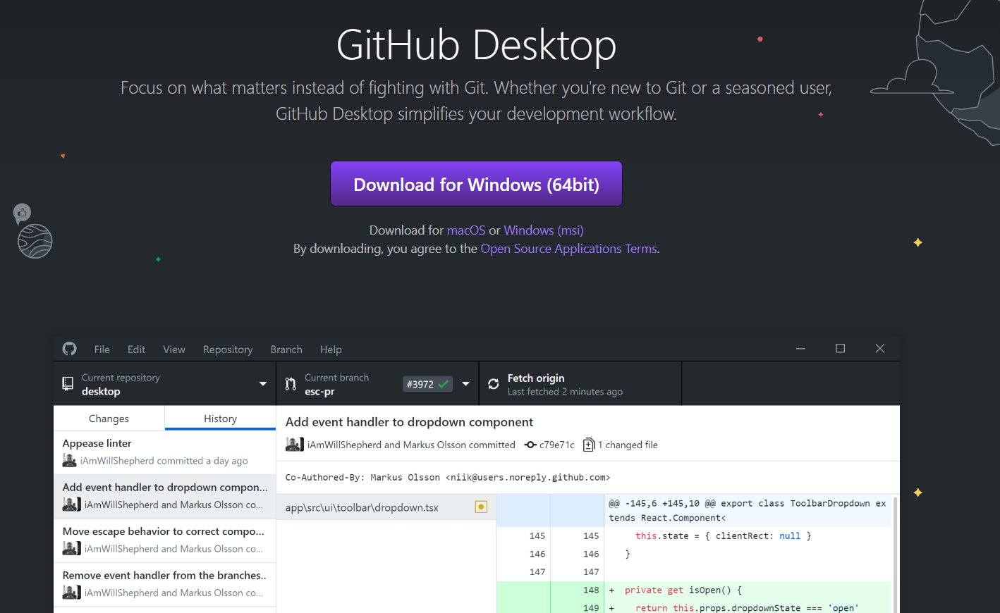 GitHub Desktop
Focus on what matters instead of fighting with Git. Whether you're new to Git or a seasoned user,
GitHub Desktop simplifies your development workflow.
Download for Windows (64bit)
Download for macOS or Windows (msi)
By downloading, you agree to the Open Source Applications Terms.
File Edit View Repository Branch Help
Current repository
desktop
Current branch
esc-pr
#3972
Fetch origin
Last fetched 2 minutes ago
Changes History
Appease linter
iAmWillShepherd committed a day ago
Add event handler to dropdown compon...
iAmWillShepherd and Markus Olsson co...
Move escape behavior to correct compo...
iAmWillShepherd and Markus Olsson co...
Remove event handler from the branches..
iAmWillShepherd and Markus Olsson co...
Add event handler to dropdown component
iAmWillShepherd and Markus Olsson committed c79e71c 1 changed file
Co-Authored-By: Markus Olsson <niik@users.noreply.github.com>
app\src\ui\toolbar\dropdown.tsx
@@ -145,6 +145,10 @@ export class ToolbarDropdown ex
tends React.Component<
145 145 this.state = { clientRect: null }
146 146 }
147 147
148 + private get isOpen() {
149 + return this.props.dropdownState === 'open'